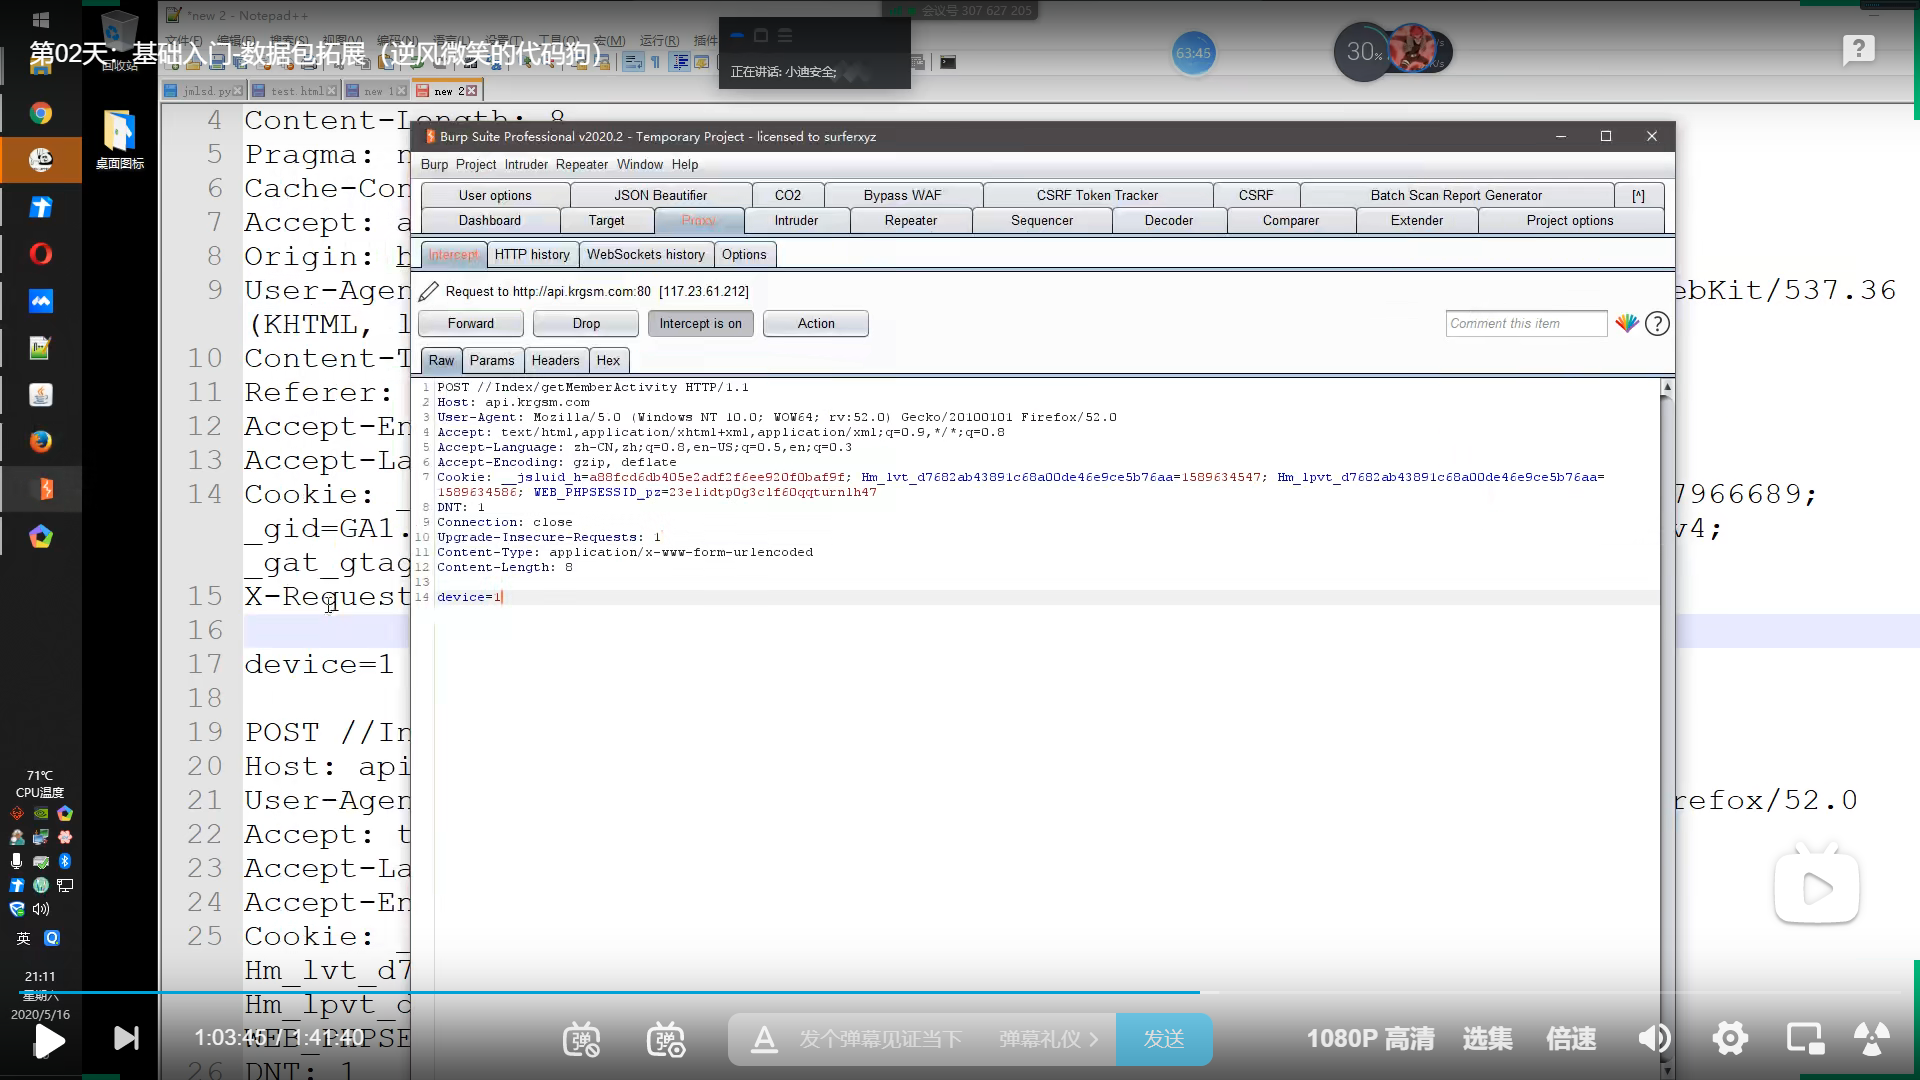 *new 2 - Notepad++
会议号 307 627 205
第02天：基础入门-数据包拓展（逆风微笑的代码狗）
正在讲话: 小迪安全;
63:45
30%
回收站
桌面图标
jmlsd.py
test.html
new 1
new 2
4 Content-Length: 8
5 Pragma: n
6 Cache-Con
7 Accept: a
8 Origin: h
9 User-Agen
ebKit/537.36
(KHTML, l
10 Content-T
11 Referer:
12 Accept-En
13 Accept-La
14 Cookie: _
7966689;
_gid=GA1.
v4;
_gat_gtag
15 X-Request
16
17 device=1
18
19 POST //In
20 Host: api
21 User-Agen
refox/52.0
22 Accept: t
23 Accept-La
24 Accept-En
25 Cookie: _
Hm_lvt_d7
Hm_lpvt_d
WEB_PHPSE
26 DNT: 1
Burp Suite Professional v2020.2 - Temporary Project - licensed to surferxyz
Burp Project Intruder Repeater Window Help
User options JSON Beautifier CO2 Bypass WAF CSRF Token Tracker CSRF Batch Scan Report Generator [^]
Dashboard Target Proxy Intruder Repeater Sequencer Decoder Comparer Extender Project options
Intercept HTTP history WebSockets history Options
Request to http://api.krgsm.com:80 [117.23.61.212]
Forward Drop Intercept is on Action
Comment this item
Raw Params Headers Hex
1 POST //Index/getMemberActivity HTTP/1.1
2 Host: api.krgsm.com
3 User-Agent: Mozilla/5.0 (Windows NT 10.0; WOW64; rv:52.0) Gecko/20100101 Firefox/52.0
4 Accept: text/html,application/xhtml+xml,application/xml;q=0.9,*/*;q=0.8
5 Accept-Language: zh-CN,zh;q=0.8,en-US;q=0.5,en;q=0.3
6 Accept-Encoding: gzip, deflate
7 Cookie: __jsluid_h=a88fcd6db405e2adf2f6ee920f0baf9f; Hm_lvt_d7682ab43891c68a00de46e9ce5b76aa=1589634547; Hm_lpvt_d7682ab43891c68a00de46e9ce5b76aa=
1589634586; WEB_PHPSESSID_pz=23elidtp0g3clf60qqturnlh47
8 DNT: 1
9 Connection: close
10 Upgrade-Insecure-Requests: 1
11 Content-Type: application/x-www-form-urlencoded
12 Content-Length: 8
13
14 device=1
71℃
CPU温度
英
21:11
星期六
2020/5/16
1:03:45 / 1:41:40
发个弹幕见证当下
弹幕礼仪 >
发送
1080P 高清
选集
倍速